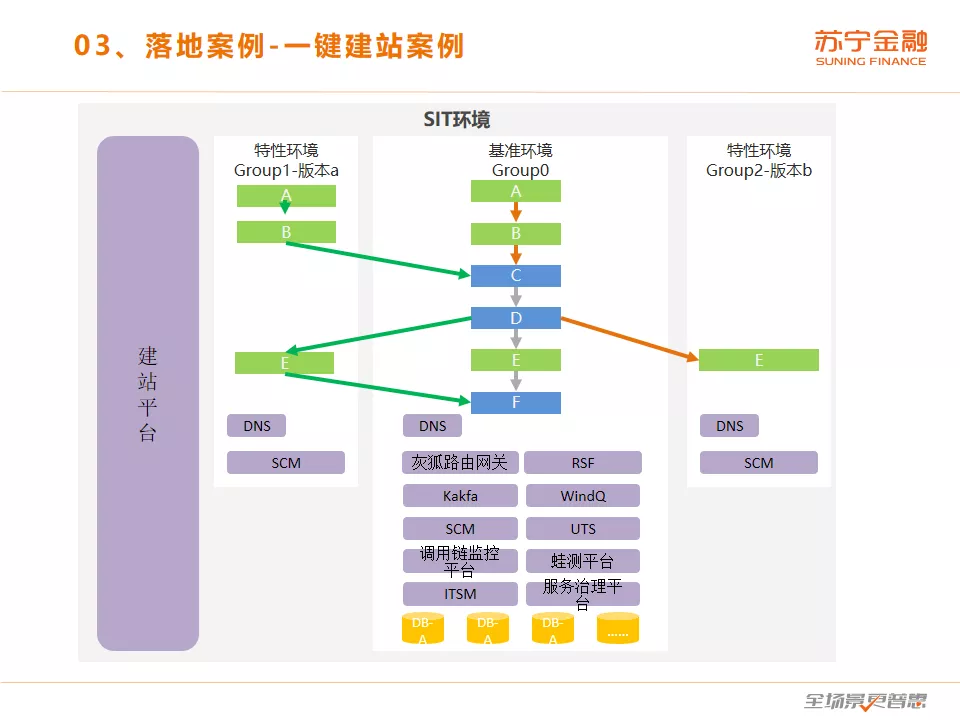 03、落地案例-一键建站案例
苏宁金融
SUNING FINANCE
SIT环境
建
站
平
台
特性环境
Group1-版本a
A
B
E
DNS
SCM
基准环境
Group0
A
B
C
D
E
F
DNS
灰狐路由网关
RSF
Kakfa
WindQ
SCM
UTS
调用链监控
平台
蛙测平台
ITSM
服务治理平
台
DB-
A
DB-
A
DB-
A
......
特性环境
Group2-版本b
E
DNS
SCM
全场景更普惠